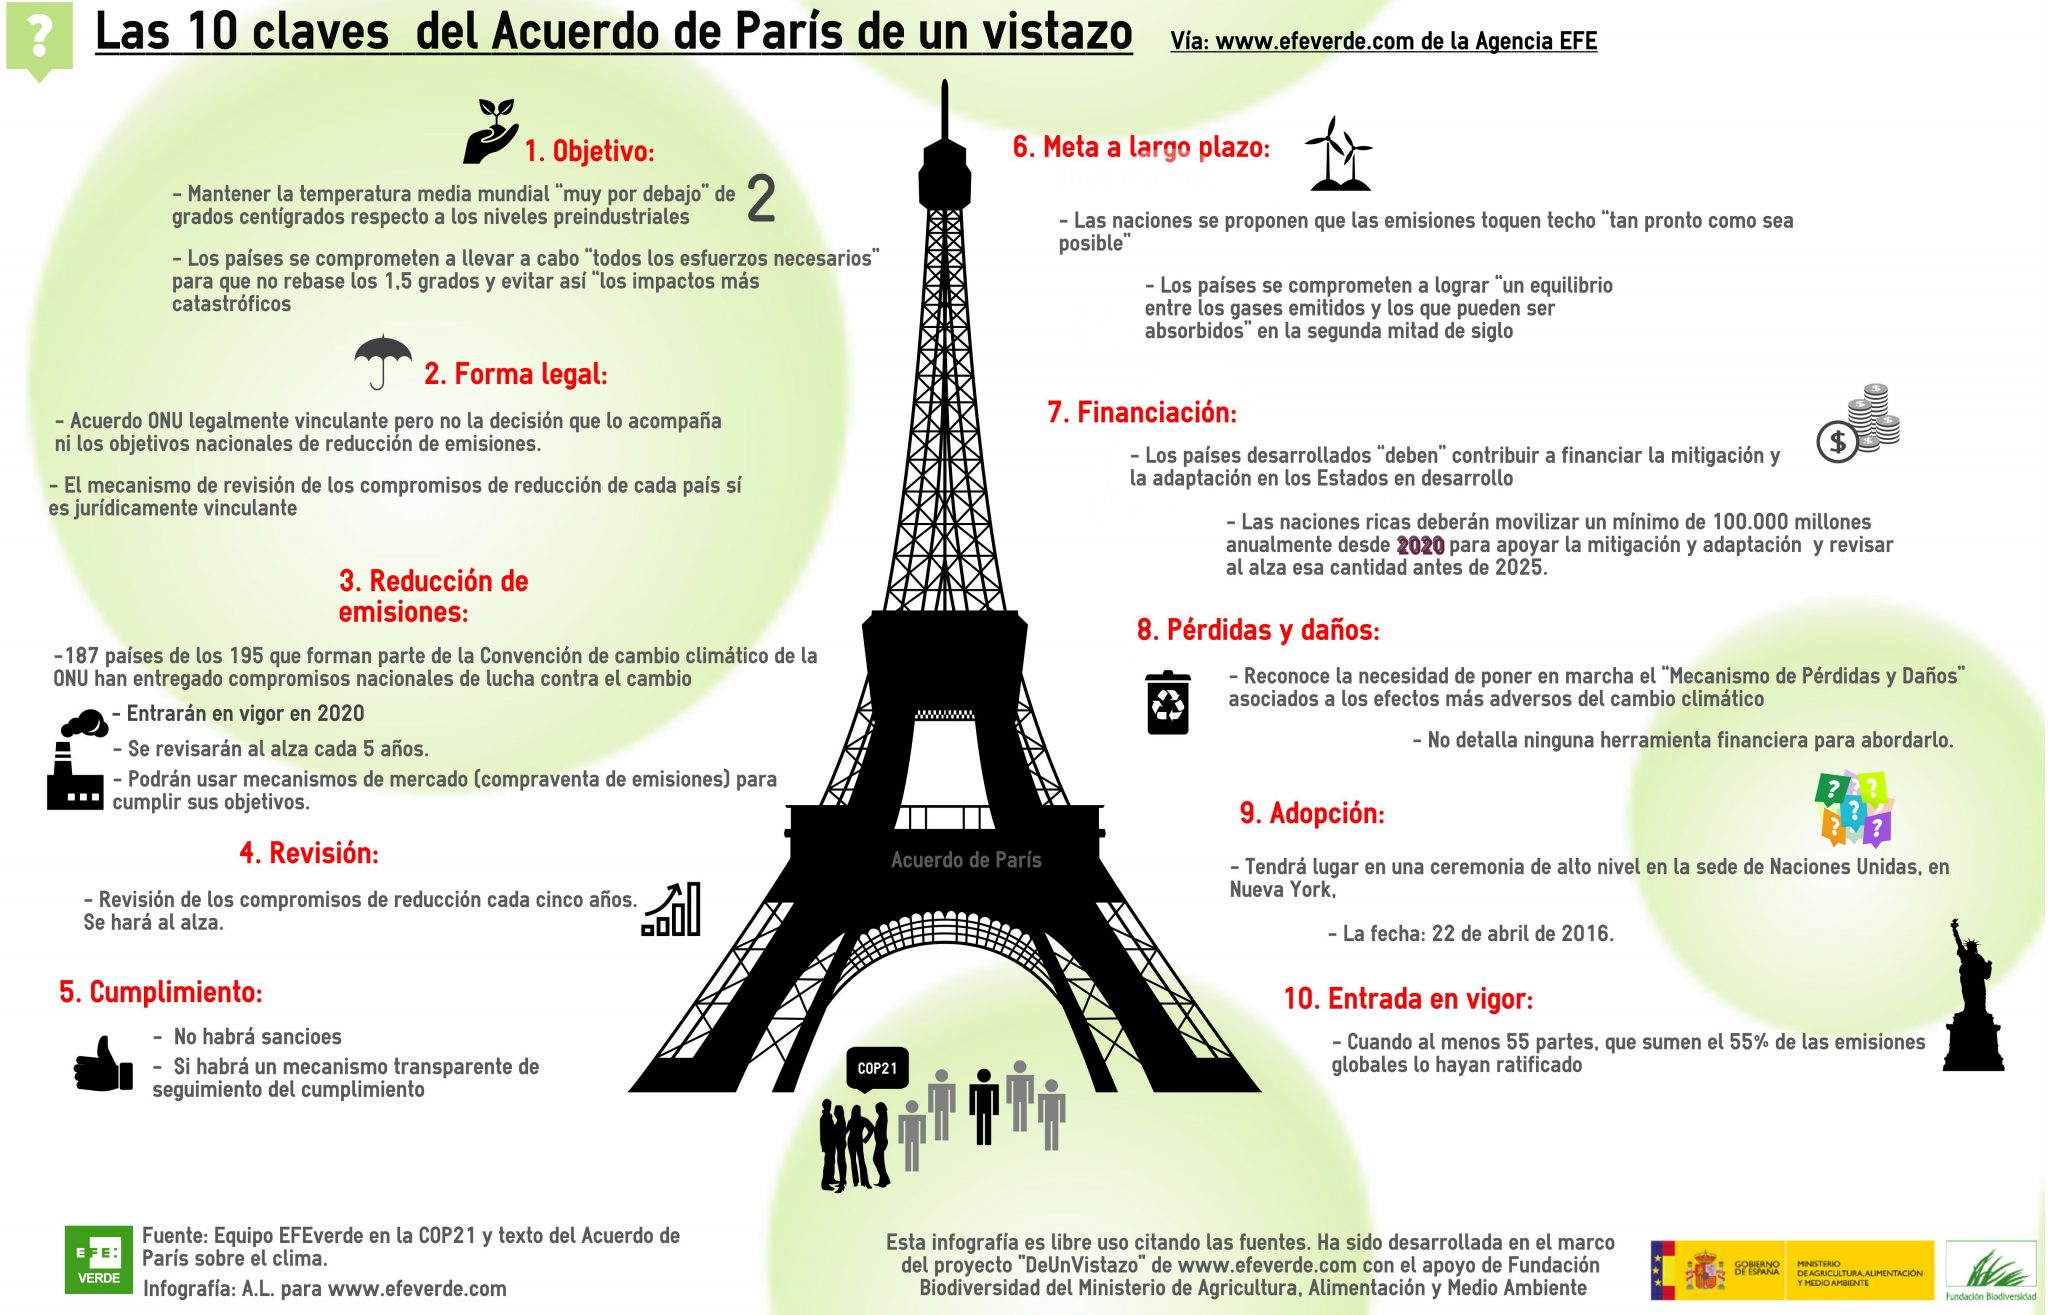 ?
Las 10 claves del Acuerdo de París de un vistazo
Vía: www.efeverde.com de la Agencia EFE
1. Objetivo:
- Mantener la temperatura media mundial “muy por debajo” de 2
grados centígrados respecto a los niveles preindustriales
- Los países se comprometen a llevar a cabo “todos los esfuerzos necesarios”
para que no rebase los 1,5 grados y evitar así “los impactos más
catastróficos
2. Forma legal:
- Acuerdo ONU legalmente vinculante pero no la decisión que lo acompaña
ni los objetivos nacionales de reducción de emisiones.
- El mecanismo de revisión de los compromisos de reducción de cada país sí
es jurídicamente vinculante
3. Reducción de
emisiones:
-187 países de los 195 que forman parte de la Convención de cambio climático de la
ONU han entregado compromisos nacionales de lucha contra el cambio
- Entrarán en vigor en 2020
- Se revisarán al alza cada 5 años.
- Podrán usar mecanismos de mercado (compraventa de emisiones) para
cumplir sus objetivos.
4. Revisión:
- Revisión de los compromisos de reducción cada cinco años.
Se hará al alza.
5. Cumplimiento:
- No habrá sancioes
- Si habrá un mecanismo transparente de
seguimiento del cumplimiento
Acuerdo de París
COP21
6. Meta a largo plazo:
- Las naciones se proponen que las emisiones toquen techo “tan pronto como sea
posible”
- Los países se comprometen a lograr “un equilibrio
entre los gases emitidos y los que pueden ser
absorbidos” en la segunda mitad de siglo
7. Financiación:
$
- Los países desarrollados “deben” contribuir a financiar la mitigación y
la adaptación en los Estados en desarrollo
- Las naciones ricas deberán movilizar un mínimo de 100.000 millones
anualmente desde 2020 para apoyar la mitigación y adaptación y revisar
al alza esa cantidad antes de 2025.
8. Pérdidas y daños:
- Reconoce la necesidad de poner en marcha el “Mecanismo de Pérdidas y Daños”
asociados a los efectos más adversos del cambio climático
- No detalla ninguna herramienta financiera para abordarlo.
9. Adopción:
- Tendrá lugar en una ceremonia de alto nivel en la sede de Naciones Unidas, en
Nueva York,
- La fecha: 22 de abril de 2016.
10. Entrada en vigor:
- Cuando al menos 55 partes, que sumen el 55% de las emisiones
globales lo hayan ratificado
EFE:
VERDE
Fuente: Equipo EFEverde en la COP21 y texto del Acuerdo de
París sobre el clima.
Infografía: A.L. para www.efeverde.com
Esta infografía es libre uso citando las fuentes. Ha sido desarrollada en el marco
del proyecto "DeUnVistazo" de www.efeverde.com con el apoyo de Fundación
Biodiversidad del Ministerio de Agricultura, Alimentación y Medio Ambiente
GOBIERNO
DE ESPAÑA
MINISTERIO
DE AGRICULTURA, ALIMENTACIÓN
Y MEDIO AMBIENTE
Fundación Biodiversidad